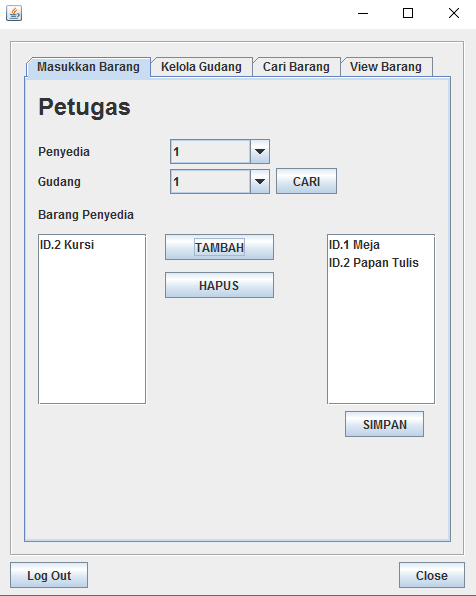 Masukkan Barang Kelola Gudang Cari Barang View Barang
Petugas
Penyedia 1
Gudang 1 CARI
Barang Penyedia
ID.2 Kursi TAMBAH ID.1 Meja
HAPUS ID.2 Papan Tulis
SIMPAN
Log Out Close